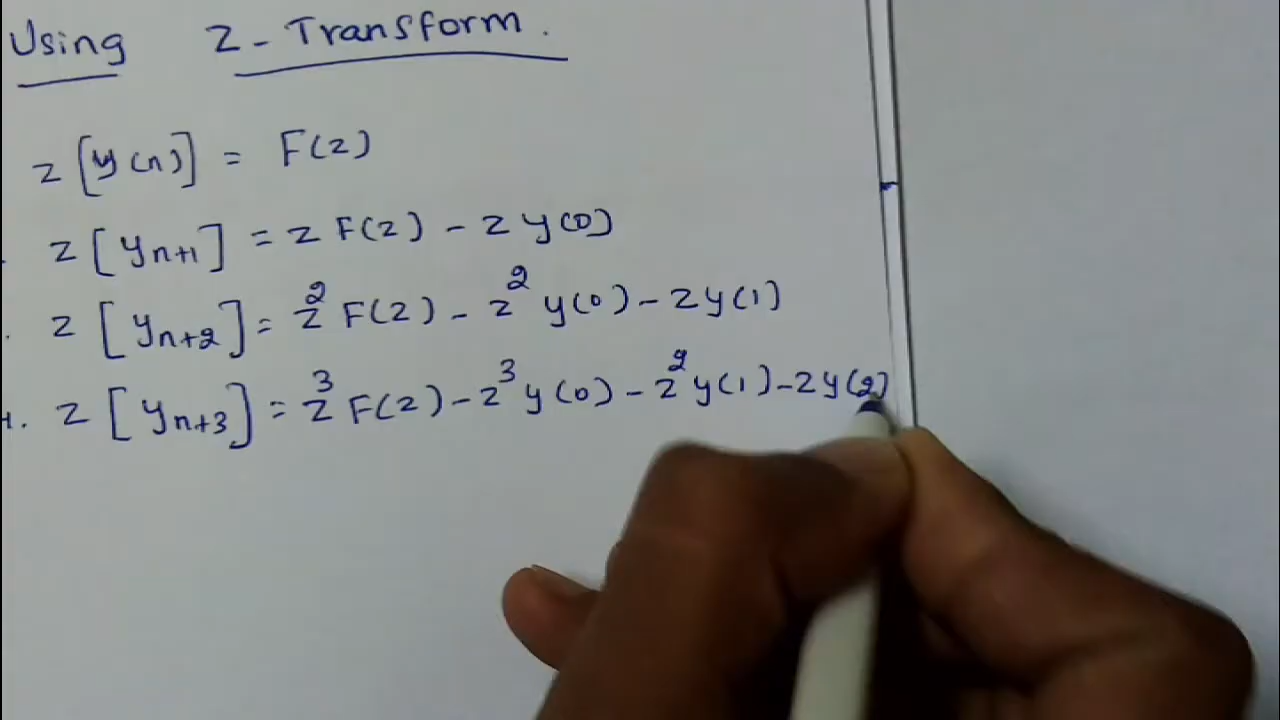 Using Z-Transform.
z[y(n)] = F(z)
z[yₙ₊₁] = z F(z) - z y(0)
z[yₙ₊₂] = z² F(z) - z² y(0) - z y(1)
4. z[yₙ₊₃] = z³ F(z) - z³ y(0) - z² y(1) - z y(2)